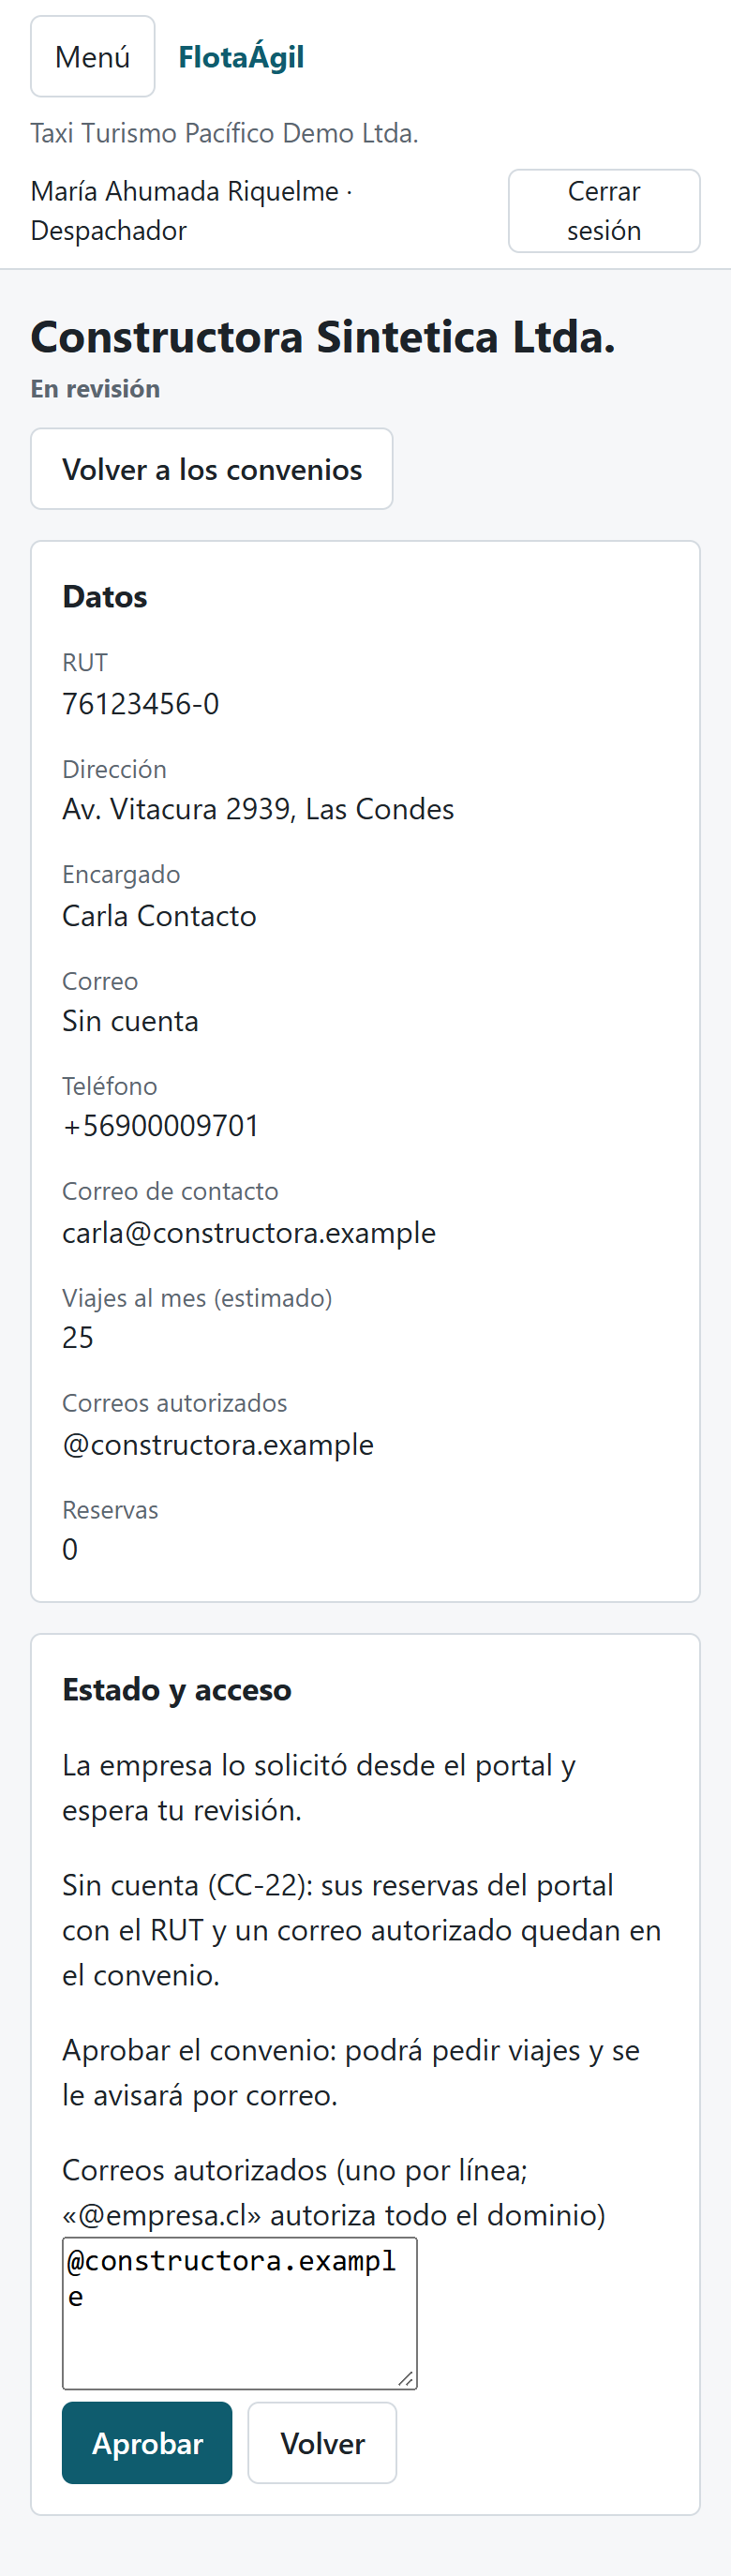 Menú
FlotaÁgil
Taxi Turismo Pacífico Demo Ltda.
María Ahumada Riquelme ·
Despachador
Cerrar
sesión
Constructora Sintetica Ltda.
En revisión
Volver a los convenios
Datos
RUT
76123456-0
Dirección
Av. Vitacura 2939, Las Condes
Encargado
Carla Contacto
Correo
Sin cuenta
Teléfono
+56900009701
Correo de contacto
carla@constructora.example
Viajes al mes (estimado)
25
Correos autorizados
@constructora.example
Reservas
0
Estado y acceso
La empresa lo solicitó desde el portal y
espera tu revisión.
Sin cuenta (CC-22): sus reservas del portal
con el RUT y un correo autorizado quedan en
el convenio.
Aprobar el convenio: podrá pedir viajes y se
le avisará por correo.
Correos autorizados (uno por línea;
«@empresa.cl» autoriza todo el dominio)
@constructora.exampl
e
Aprobar
Volver